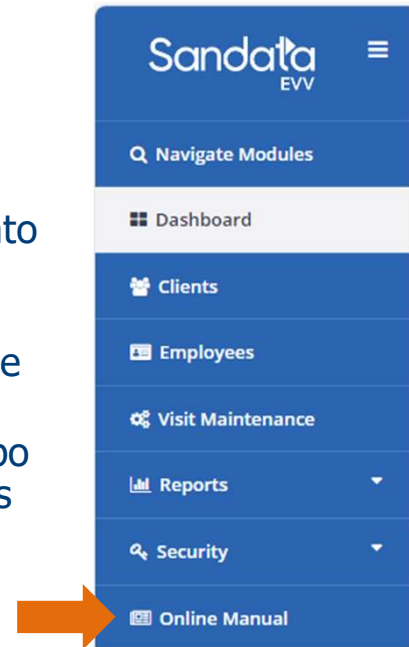 Sandata
EVV
Navigate Modules
Dashboard
Clients
Employees
Visit Maintenance
Reports
Security
Online Manual